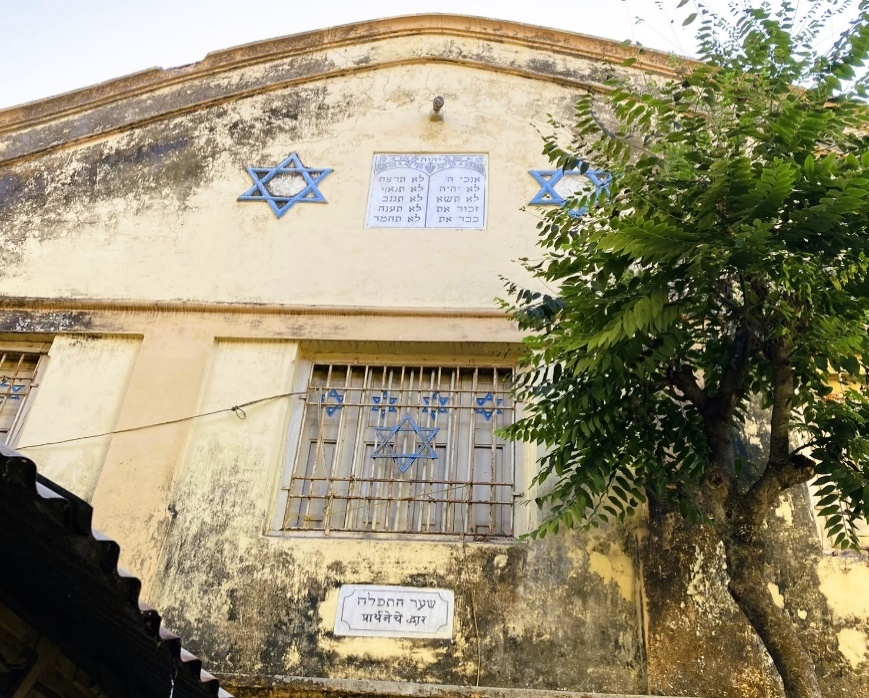 אנכי ה'
לא יהיה
לא תשא
זכור את
כבד את
לא תרצח
לא תנאף
לא תגנב
לא תענה
לא תחמד
שער התפלה
प्रार्थनेचे द्वार